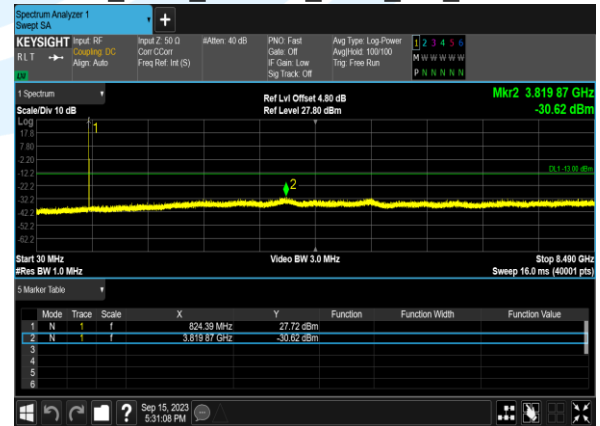 Spectrum Analyzer 1
Swept SA
KEYSIGHT Input: RF Input Z: 50 Ω #Atten: 40 dB PNO: Fast Avg Type: Log-Power 1 2 3 4 5 6
RLT Coupling: DC Corr CCorr Gate: Off Avg|Hold: 100/100 M W W W W W
Align: Auto Freq Ref: Int (S) IF Gain: Low Trig: Free Run P N N N N N
Sig Track: Off
LV
1 Spectrum Ref Lvl Offset 4.80 dB Mkr2 3.819 87 GHz
Scale/Div 10 dB Ref Level 27.80 dBm -30.62 dBm
Log
1
17.8
7.80
-2.20
-12.2 DL1 -13.00 dBm
-22.2 2
-32.2
-42.2
-52.2
-62.2
Start 30 MHz Video BW 3.0 MHz Stop 8.490 GHz
#Res BW 1.0 MHz Sweep 16.0 ms (40001 pts)
5 Marker Table
Mode Trace Scale X Y Function Function Width Function Value
1 N 1 f 824.39 MHz 27.72 dBm
2 N 1 f 3.819 87 GHz -30.62 dBm
3
4
5
6
? Sep 15, 2023
5:31:08 PM